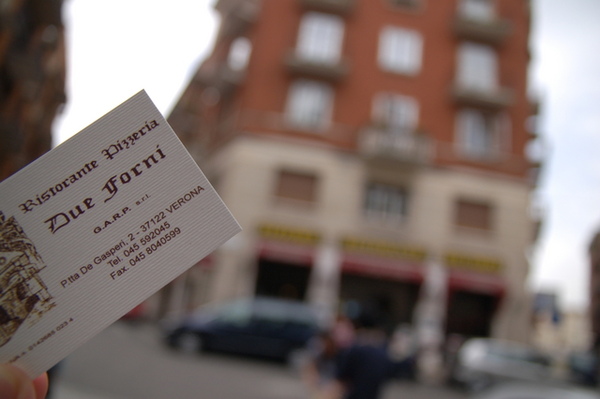 Ristorante Pizzeria
Due Forni
G.A.R.P. s.r.l.
P.tta De Gasperi, 2 - 37122 VERONA
Tel. 045 592045
Fax. 045 8040599